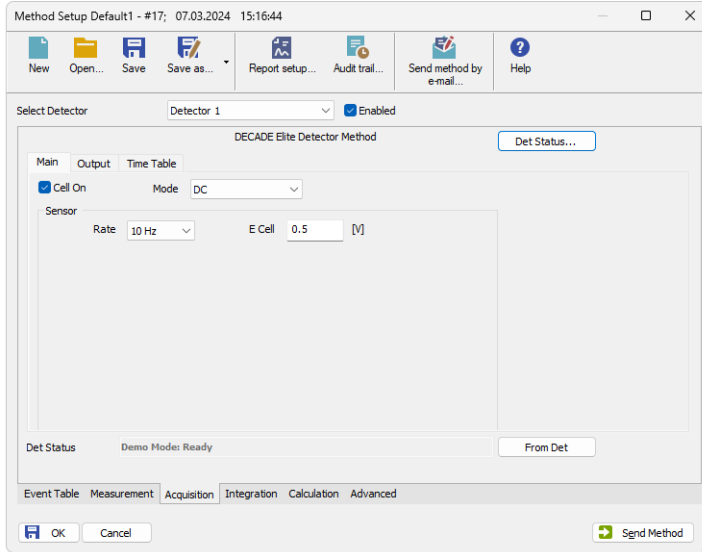 Method Setup Default1 - #17; 07.03.2024 15:16:44
New Open... Save Save as... Report setup... Audit trail... Send method by e-mail... Help
Select Detector Detector 1 Enabled
DECADE Elite Detector Method Det Status...
Main Output Time Table
Cell On Mode DC
Sensor
Rate 10 Hz E Cell 0.5 [V]
Det Status Demo Mode: Ready From Det
Event Table Measurement Acquisition Integration Calculation Advanced
OK Cancel Send Method